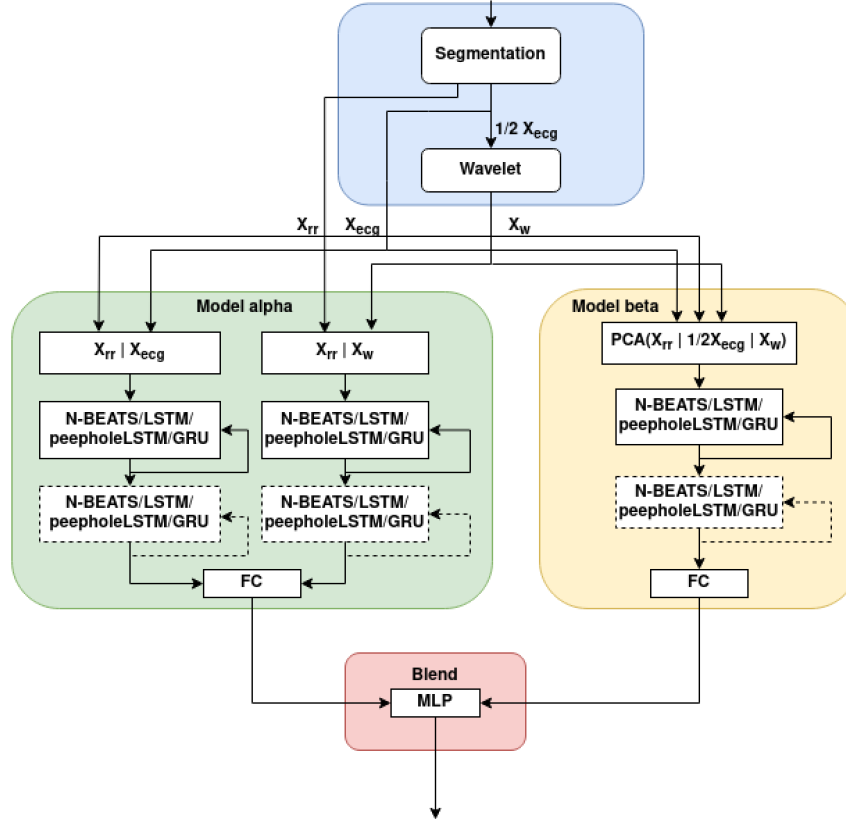 Segmentation
1/2 Xecg
Wavelet
Xrr
Xecg
Xw
Model alpha
Xrr | Xecg
Xrr | Xw
N-BEATS/LSTM/
peepholeLSTM/GRU
N-BEATS/LSTM/
peepholeLSTM/GRU
N-BEATS/LSTM/
peepholeLSTM/GRU
N-BEATS/LSTM/
peepholeLSTM/GRU
FC
Model beta
PCA(Xrr | 1/2Xecg | Xw)
N-BEATS/LSTM/
peepholeLSTM/GRU
N-BEATS/LSTM/
peepholeLSTM/GRU
FC
Blend
MLP